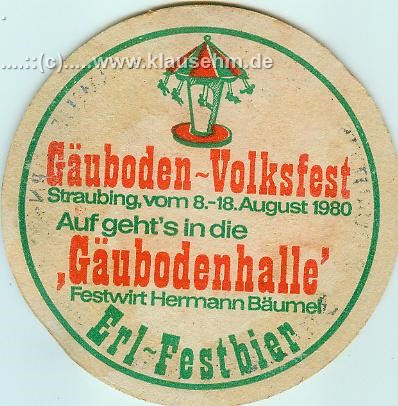 ....::(c).....www.klausehm.de
Gäuboden~Volksfest
Straubing, vom 8.-18. August 1980
Auf geht's in die
‚Gäubodenhalle’
Festwirt Hermann Bäumel
Erl~Festbier